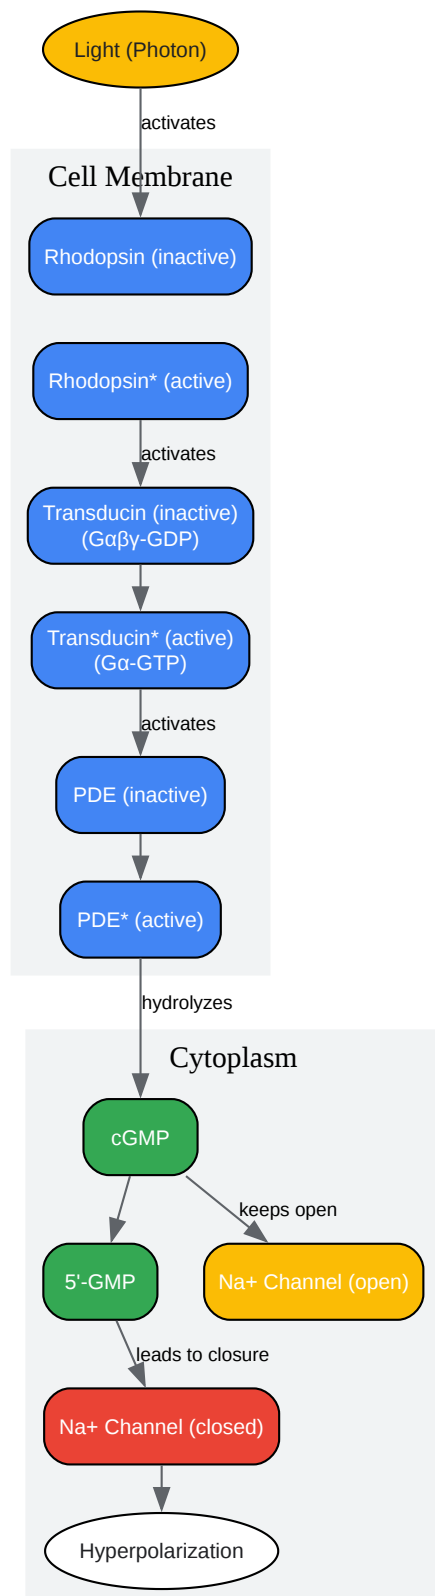 Light (Photon)
activates
Cell Membrane
Rhodopsin (inactive)
Rhodopsin* (active)
activates
Transducin (inactive)
(Gαβγ-GDP)
Transducin* (active)
(Gα-GTP)
activates
PDE (inactive)
PDE* (active)
hydrolyzes
Cytoplasm
cGMP
keeps open
5'-GMP
Na+ Channel (open)
leads to closure
Na+ Channel (closed)
Hyperpolarization